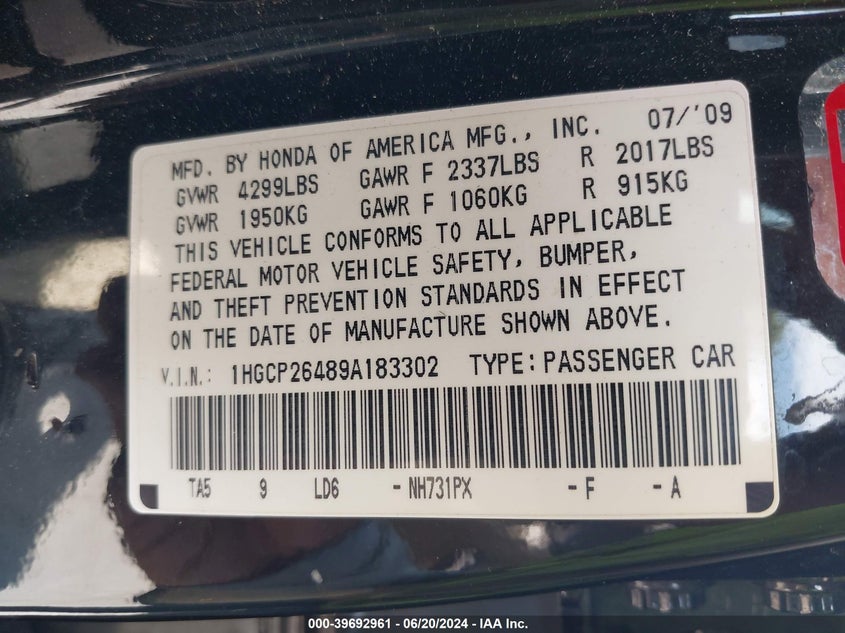 MFD. BY HONDA OF AMERICA MFG., INC. 07/'09
GVWR 4299LBS GAWR F 2337LBS R 2017LBS
GVWR 1950KG GAWR F 1060KG R 915KG
THIS VEHICLE CONFORMS TO ALL APPLICABLE
FEDERAL MOTOR VEHICLE SAFETY, BUMPER,
AND THEFT PREVENTION STANDARDS IN EFFECT
ON THE DATE OF MANUFACTURE SHOWN ABOVE.
V.I.N.: 1HGCP26489A183302 TYPE: PASSENGER CAR
TA5 9 LD6 -NH731PX -F -A
000-39692961 - 06/20/2024 - IAA Inc.